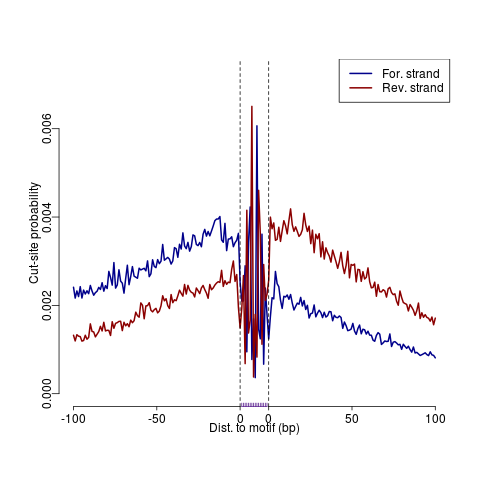 For. strand
Rev. strand
Cut-site probability
0.006
0.004
0.002
0.000
-100 -50 0 0 50 100
Dist. to motif (bp)